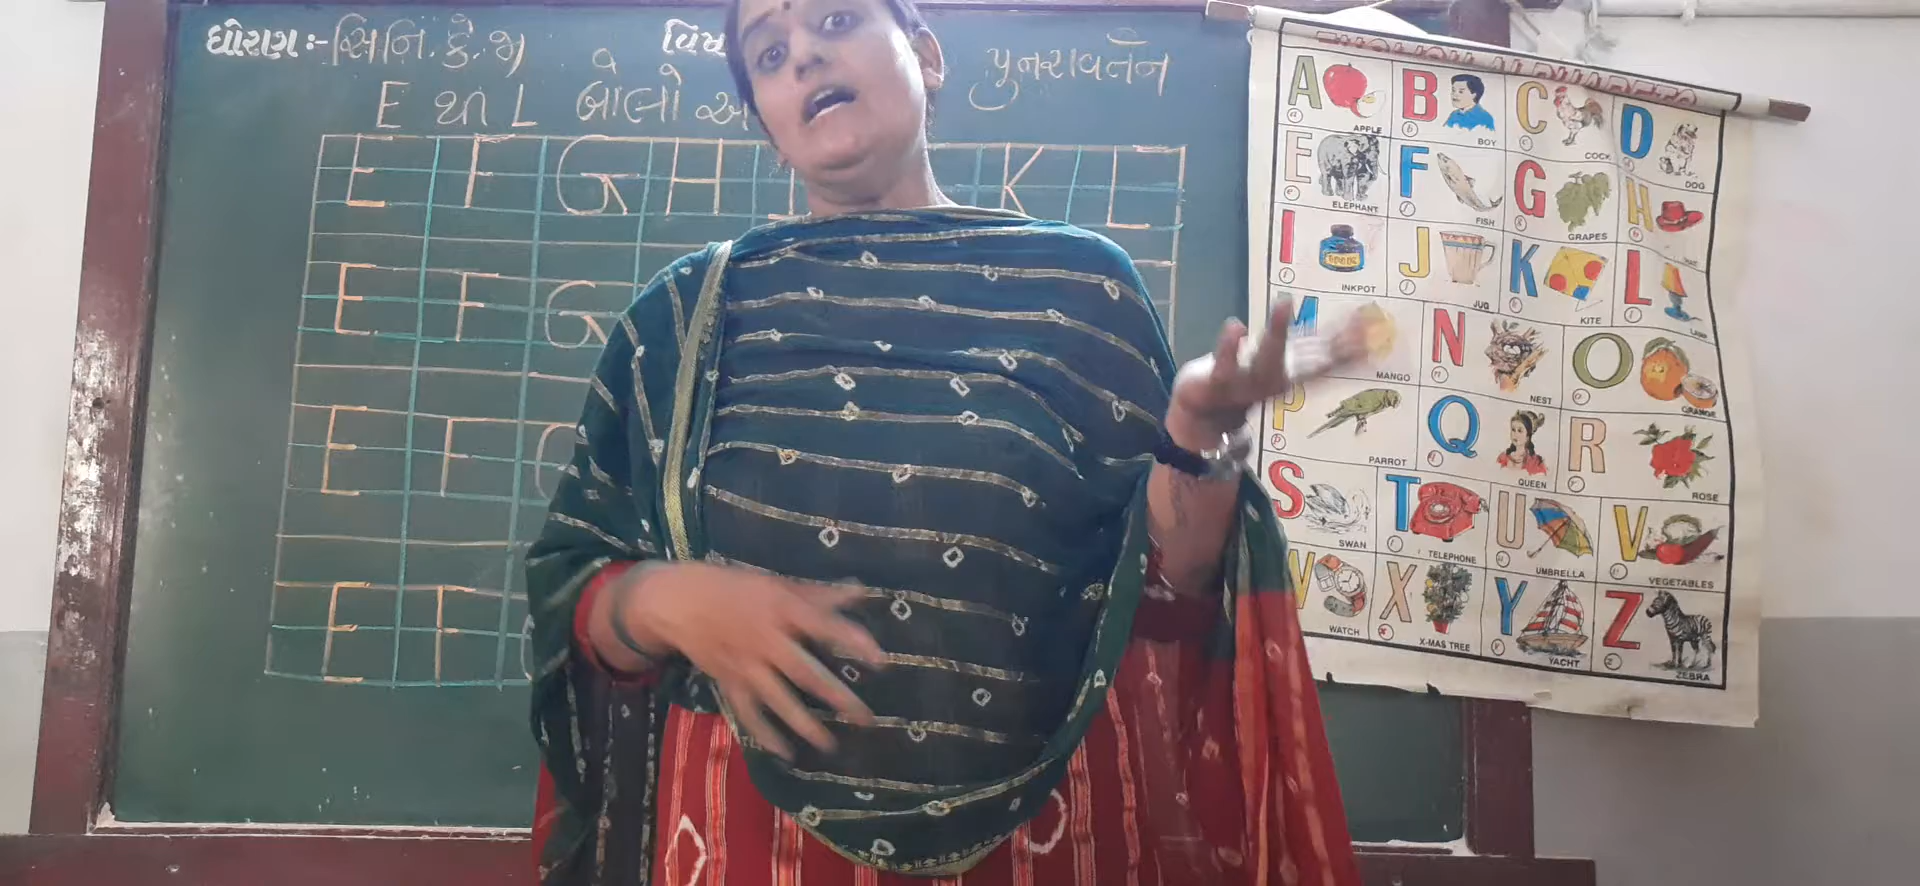 ધોરણ :- સિનિ. કે. જી
પુનરાવર્તન
E થી L બોલો અ
E F G H K L
E F G
E F
E F
A a APPLE
B b BOY
C c COCK
D d DOG
E e ELEPHANT
F f FISH
G g GRAPES
H h
I i INKPOT
J j JUG
K k KITE
L l LAMP
M MANGO
N n NEST
O o ORANGE
P p PARROT
Q q QUEEN
R r ROSE
S SWAN
T t TELEPHONE
U u UMBRELLA
V v VEGETABLES
WATCH
X x X-MAS TREE
Y y YACHT
Z z ZEBRA